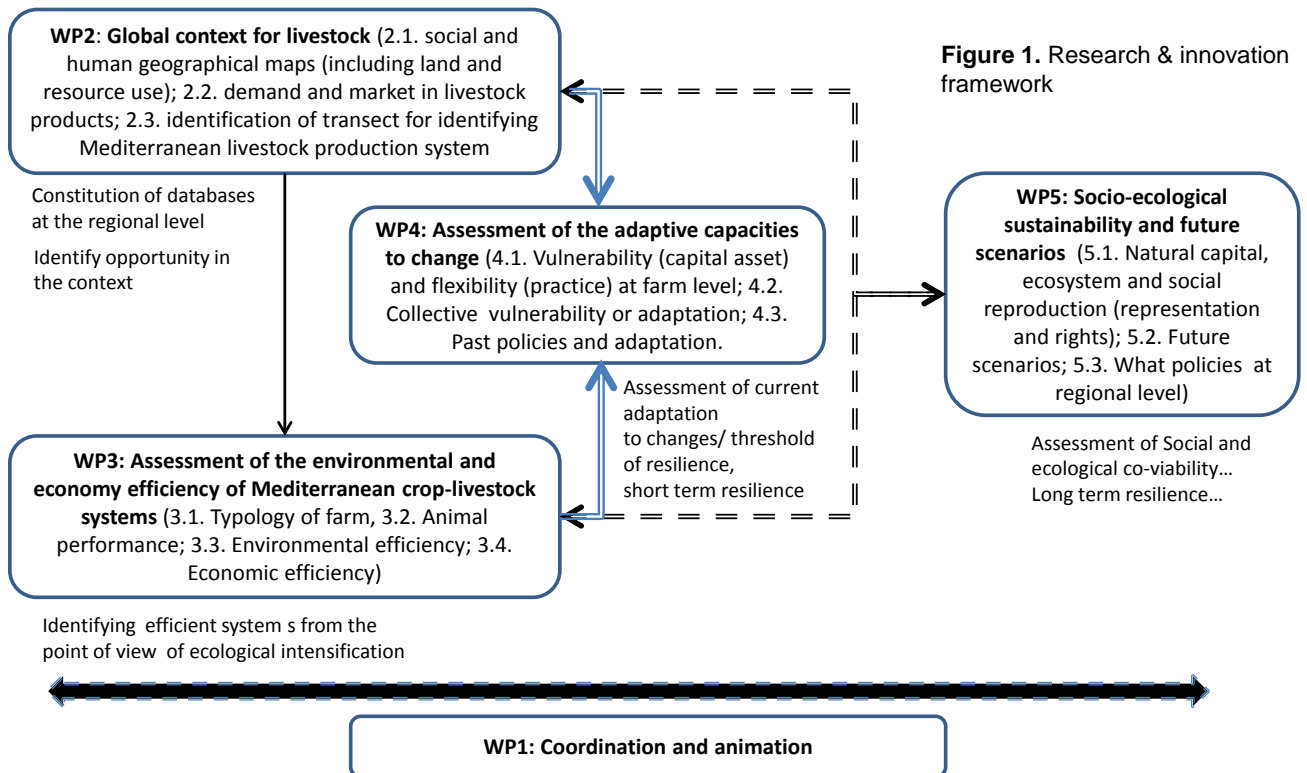 WP2: Global context for livestock (2.1. social and
human geographical maps (including land and
resource use); 2.2. demand and market in livestock
products; 2.3. identification of transect for identifying
Mediterranean livestock production system
Figure 1. Research & innovation
framework
Constitution of databases
at the regional level
Identify opportunity in
the context
WP4: Assessment of the adaptive capacities
to change (4.1. Vulnerability (capital asset)
and flexibility (practice) at farm level; 4.2.
Collective vulnerability or adaptation; 4.3.
Past policies and adaptation.
WP5: Soco-ecological
sustainability and future
scenarios (5.1. Natural capital,
ecosystem and social
reproduction (representation
and rights); 5.2. Future
scenarios; 5.3. What policies at
regional level)
Assessment of current
adaptation
to changes/ threshold
of resilience,
short term resilience
Assessment of Social and
ecological co-viability...
Long term resilience...
WP3: Assessment of the environmental and
economy efficiency of Mediterranean crop-livestock
systems (3.1. Typology of farm, 3.2. Animal
performance; 3.3. Environmental efficiency; 3.4.
Economic efficiency)
Identifying efficient system s from the
point of view of ecological intensification
WP1: Coordination and animation